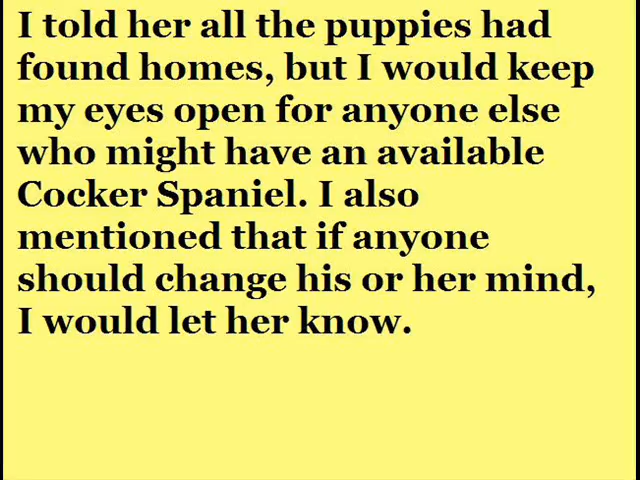 I told her all the puppies had
found homes, but I would keep
my eyes open for anyone else
who might have an available
Cocker Spaniel. I also
mentioned that if anyone
should change his or her mind,
I would let her know.